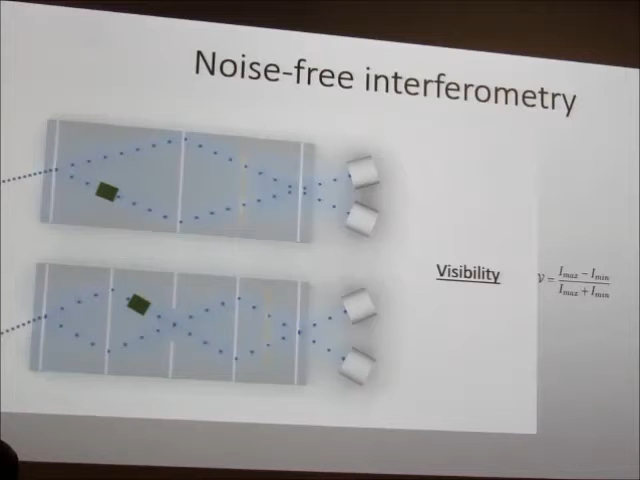 Noise-free interferometry
Visibility
𝒱 = (I_max − I_min) / (I_max + I_min)